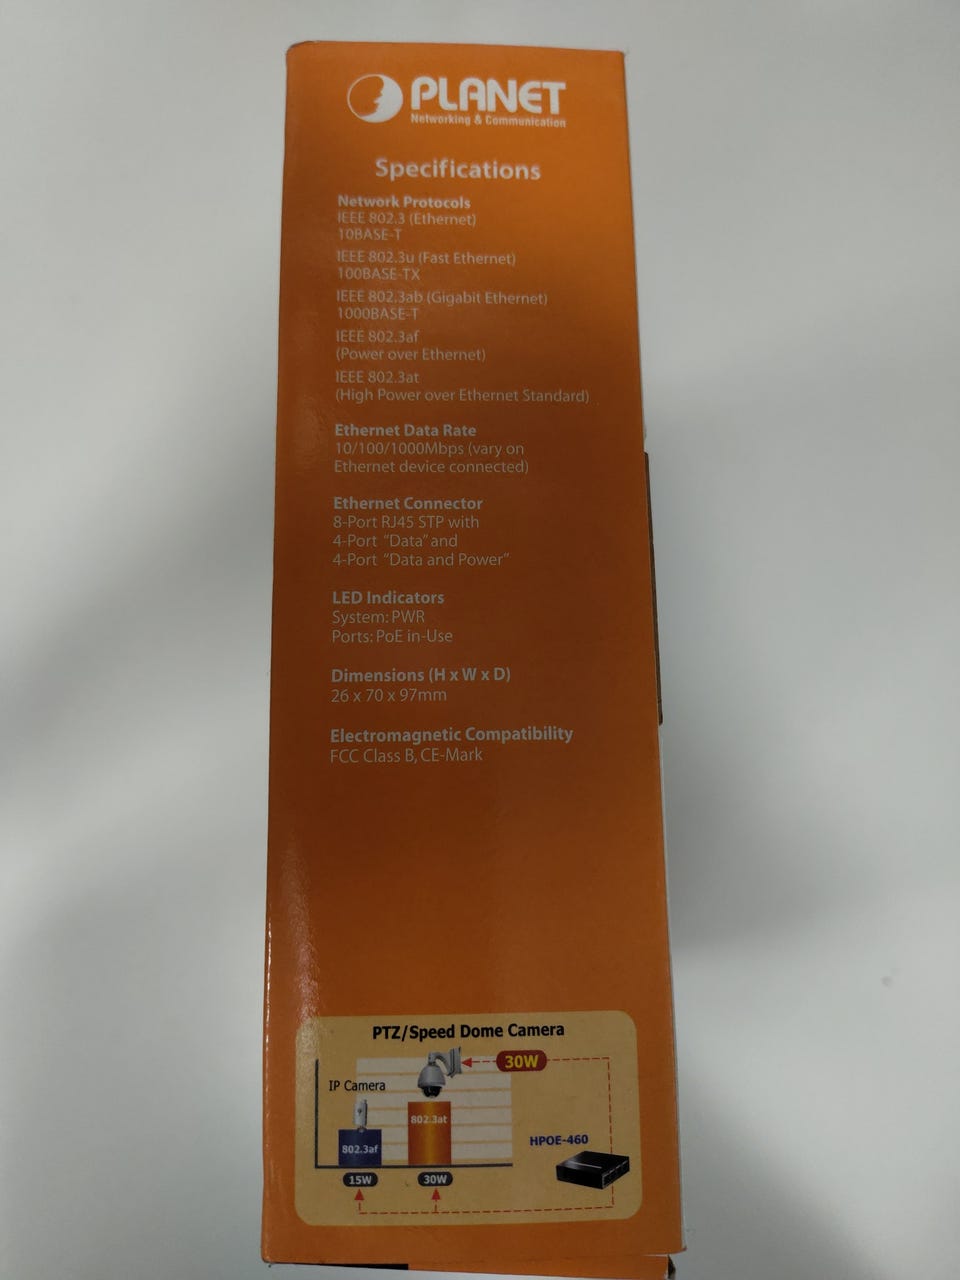 PLANET
Networking & Communication
Specifications
Network Protocols
IEEE 802.3 (Ethernet)
10BASE-T
IEEE 802.3u (Fast Ethernet)
100BASE-TX
IEEE 802.3ab (Gigabit Ethernet)
1000BASE-T
IEEE 802.3af
(Power over Ethernet)
IEEE 802.3at
(High Power over Ethernet Standard)
Ethernet Data Rate
10/100/1000Mbps (vary on
Ethernet device connected)
Ethernet Connector
8-Port RJ45 STP with
4-Port “Data” and
4-Port “Data and Power”
LED Indicators
System: PWR
Ports: PoE in-Use
Dimensions (H x W x D)
26 x 70 x 97mm
Electromagnetic Compatibility
FCC Class B, CE-Mark
PTZ/Speed Dome Camera
30W
IP Camera
802.3at
802.3af
HPOE-460
15W
30W